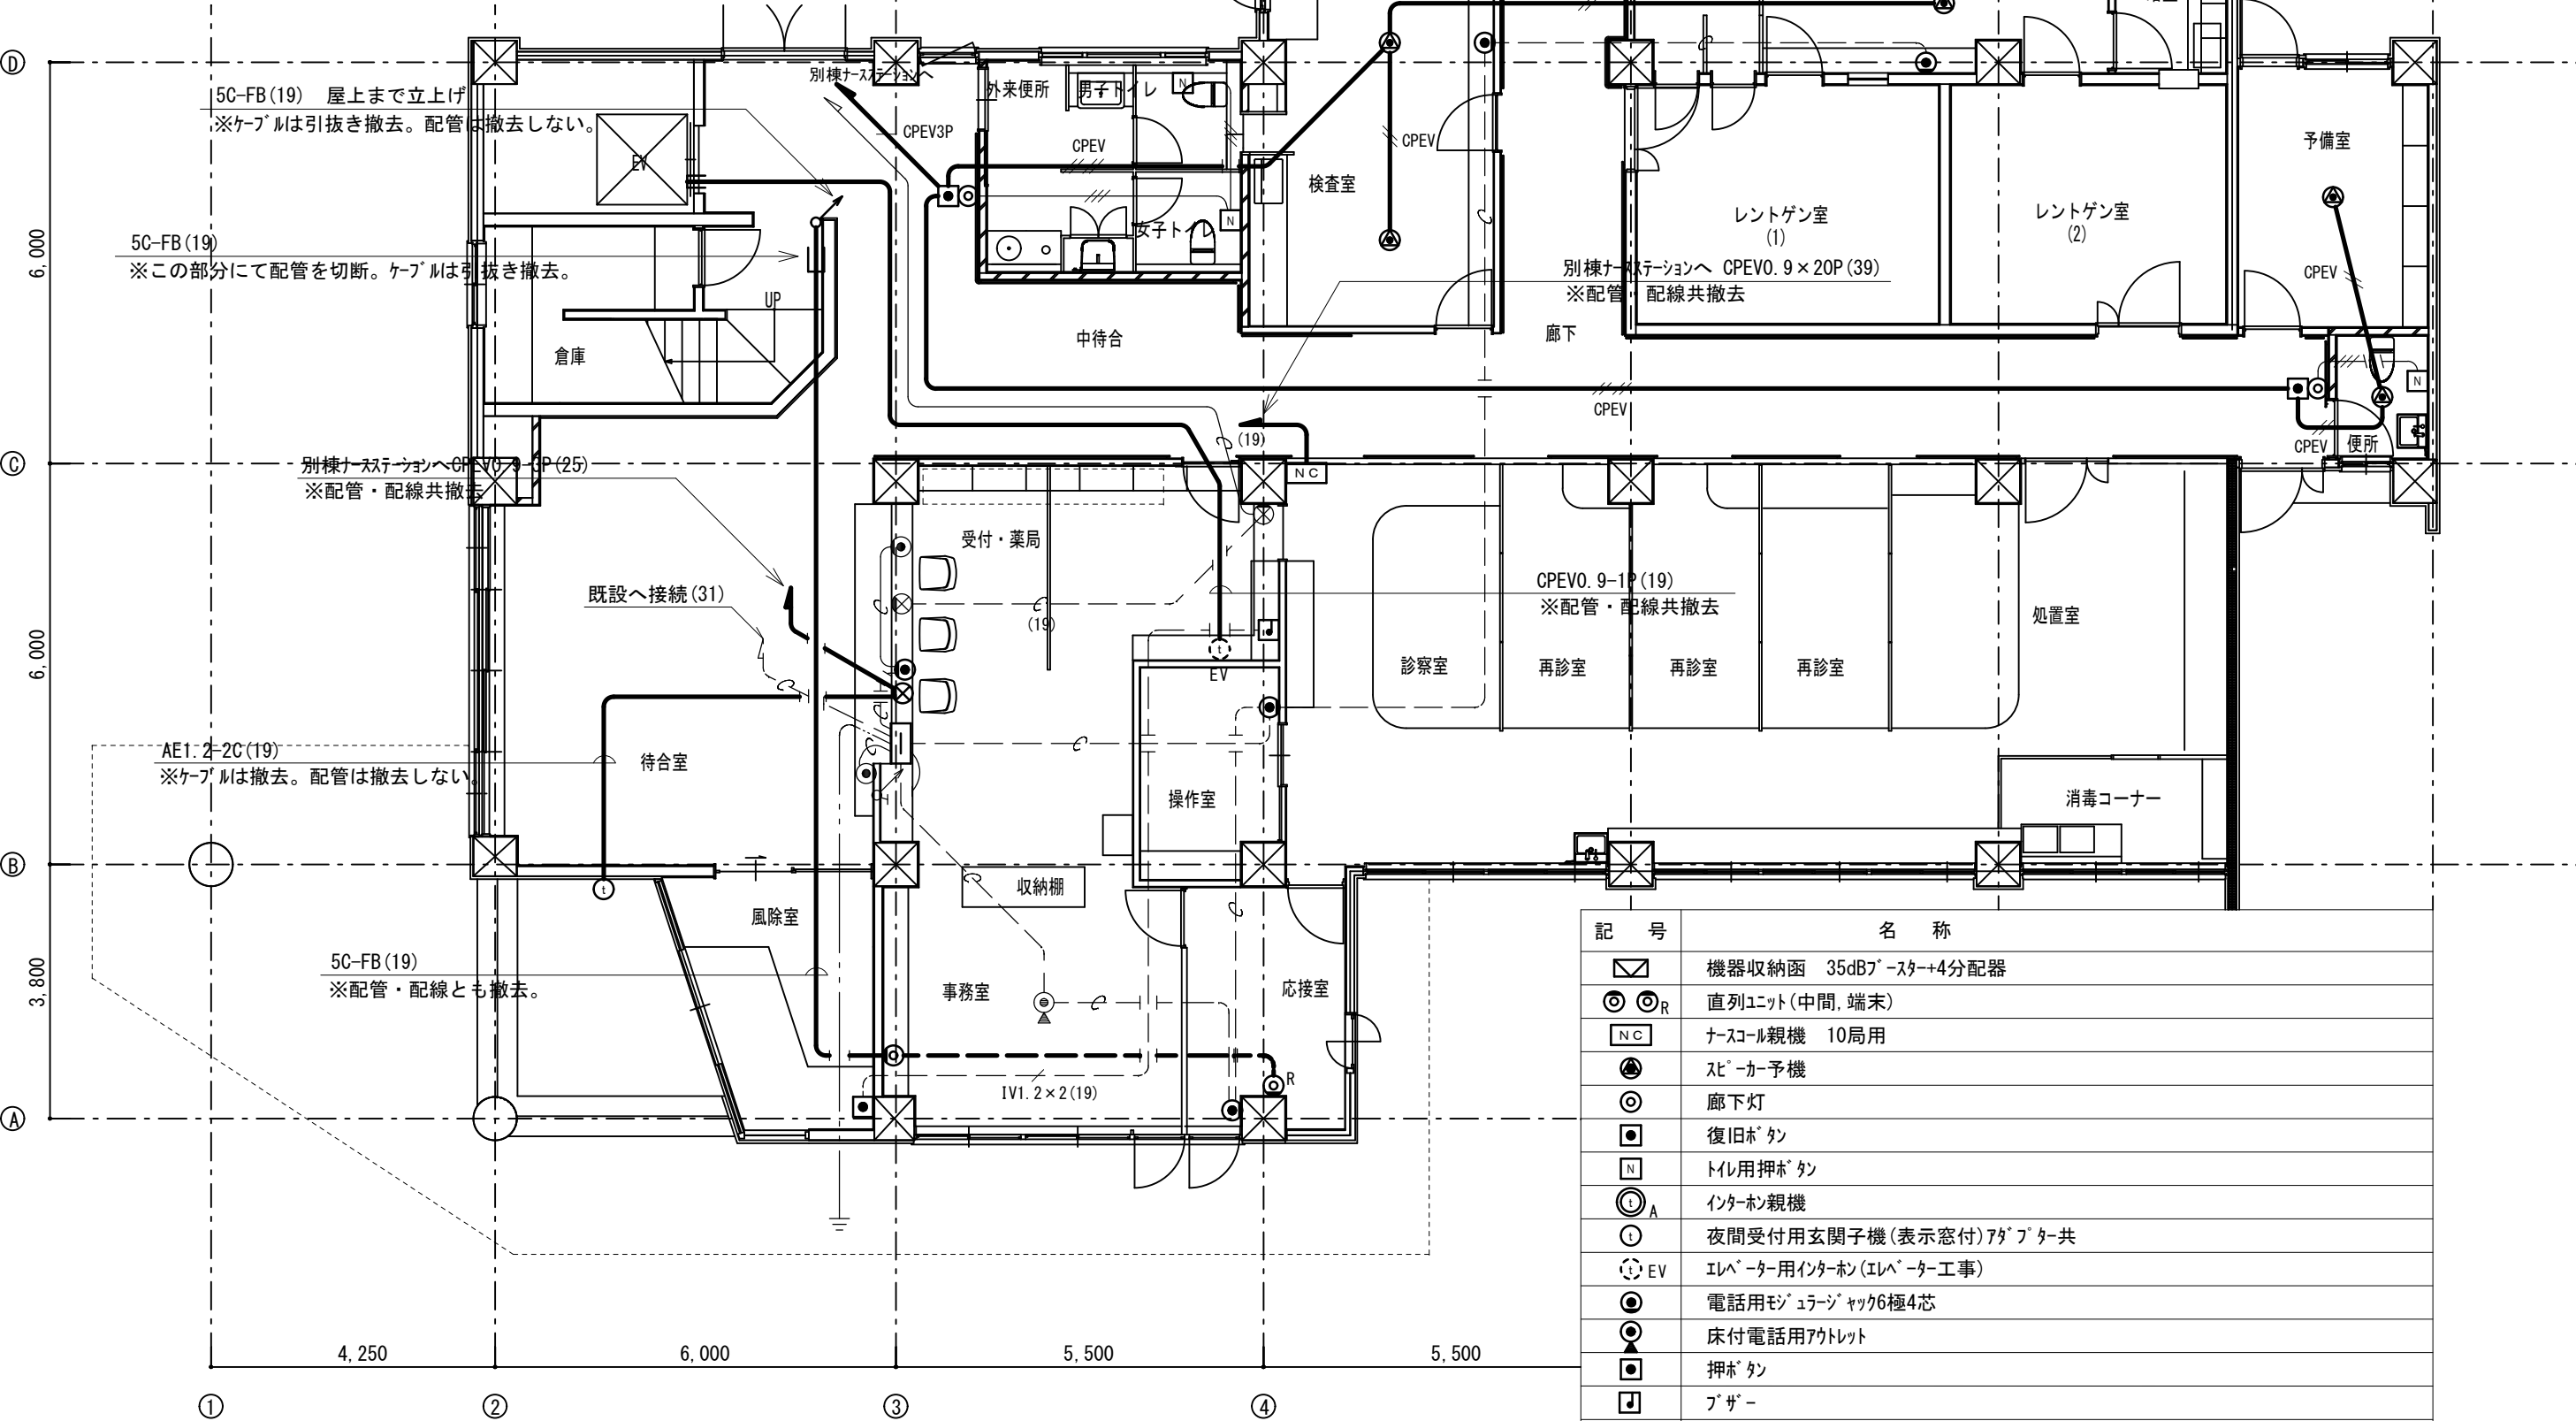 Ⓓ
別棟ﾅｰｽｽﾃｰｼｮﾝへ
5C-FB(19) 屋上まで立上げ
※ｹｰﾌﾞﾙは引抜き撤去。配管は撤去しない。
外来便所
男子トイレ
N
CPEV3P
CPEV
CPEV
EV
検査室
予備室
レントゲン室
(1)
レントゲン室
(2)
N
女子トイレ
5C-FB(19)
※この部分にて配管を切断。ｹｰﾌﾞﾙは引抜き撤去。
6,000
別棟ﾅｰｽｽﾃｰｼｮﾝへ CPEV0.9×20P(39)
※配管・配線共撤去
CPEV
UP
倉庫
中待合
廊下
N
CPEV
(19)
CPEV
便所
Ⓒ
別棟ﾅｰｽｽﾃｰｼｮﾝへCPEV0.9-3P(25)
※配管・配線共撤去
NC
受付・薬局
既設へ接続(31)
(19)
CPEV0.9-1P(19)
※配管・配線共撤去
処置室
6,000
t
EV
診察室
再診室
再診室
再診室
AE1.2-2C(19)
※ｹｰﾌﾞﾙは撤去。配管は撤去しない。
待合室
操作室
消毒コーナー
Ⓑ
t
収納棚
風除室
5C-FB(19)
※配管・配線とも撤去。
3,800
事務室
応接室
R
IV1.2×2(19)
Ⓐ
記 号 名 称
機器収納函 35dBﾌﾞｰｽﾀｰ+4分配器
R 直列ﾕﾆｯﾄ(中間,端末)
NC ﾅｰｽｺｰﾙ親機 10局用
ｽﾋﾟｰｶｰ予機
廊下灯
復旧ﾎﾞﾀﾝ
N ﾄｲﾚ用押ﾎﾞﾀﾝ
t A ｲﾝﾀｰﾎﾝ親機
t 夜間受付用玄関子機(表示窓付)ｱﾀﾞﾌﾟﾀｰ共
t EV ｴﾚﾍﾞｰﾀｰ用ｲﾝﾀｰﾎﾝ(ｴﾚﾍﾞｰﾀｰ工事)
電話用ﾓｼﾞｭﾗｰｼﾞｬｯｸ6極4芯
床付電話用ｱｳﾄﾚｯﾄ
押ﾎﾞﾀﾝ
ﾌﾞｻﾞｰ
4,250 6,000 5,500 5,500
① ② ③ ④